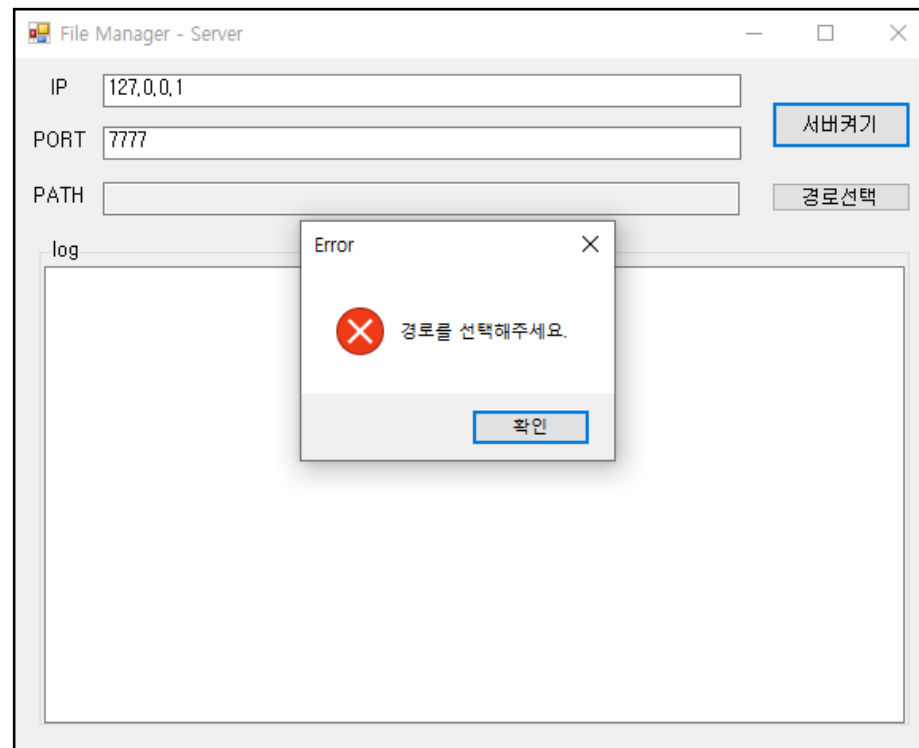 File Manager - Server
IP 127,0,0,1
서버켜기
PORT 7777
PATH
경로선택
log
Error
경로를 선택해주세요.
확인